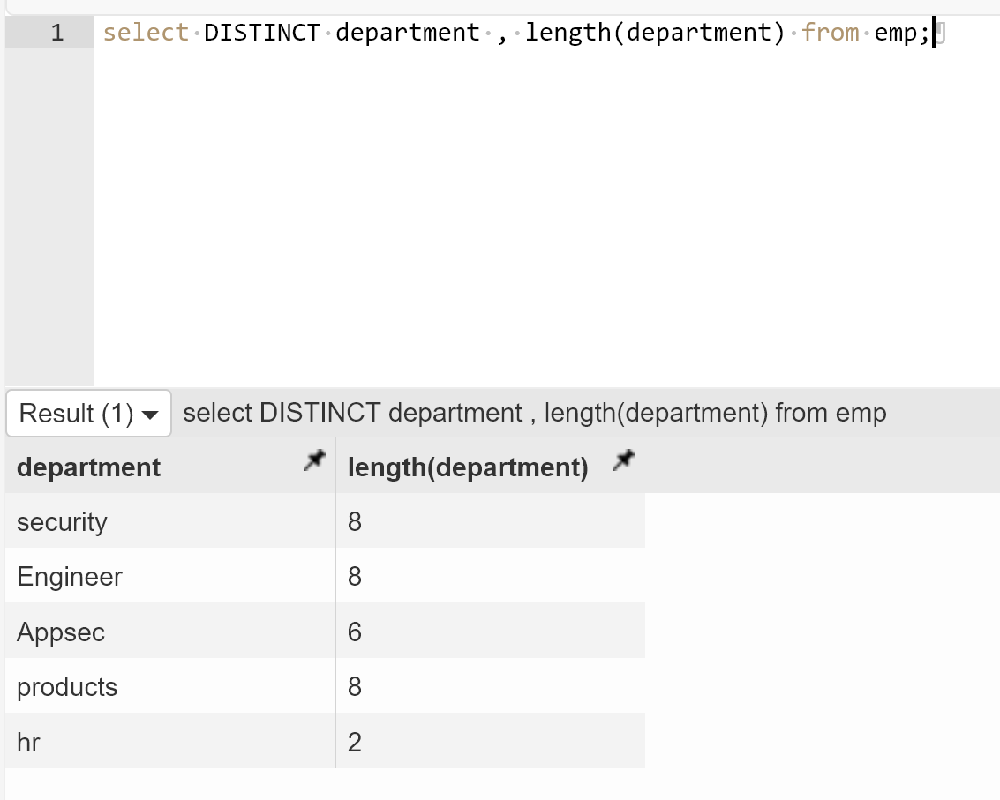 1 select DISTINCT department , length(department) from emp;
Result (1) select DISTINCT department , length(department) from emp
department length(department)
security 8
Engineer 8
Appsec 6
products 8
hr 2